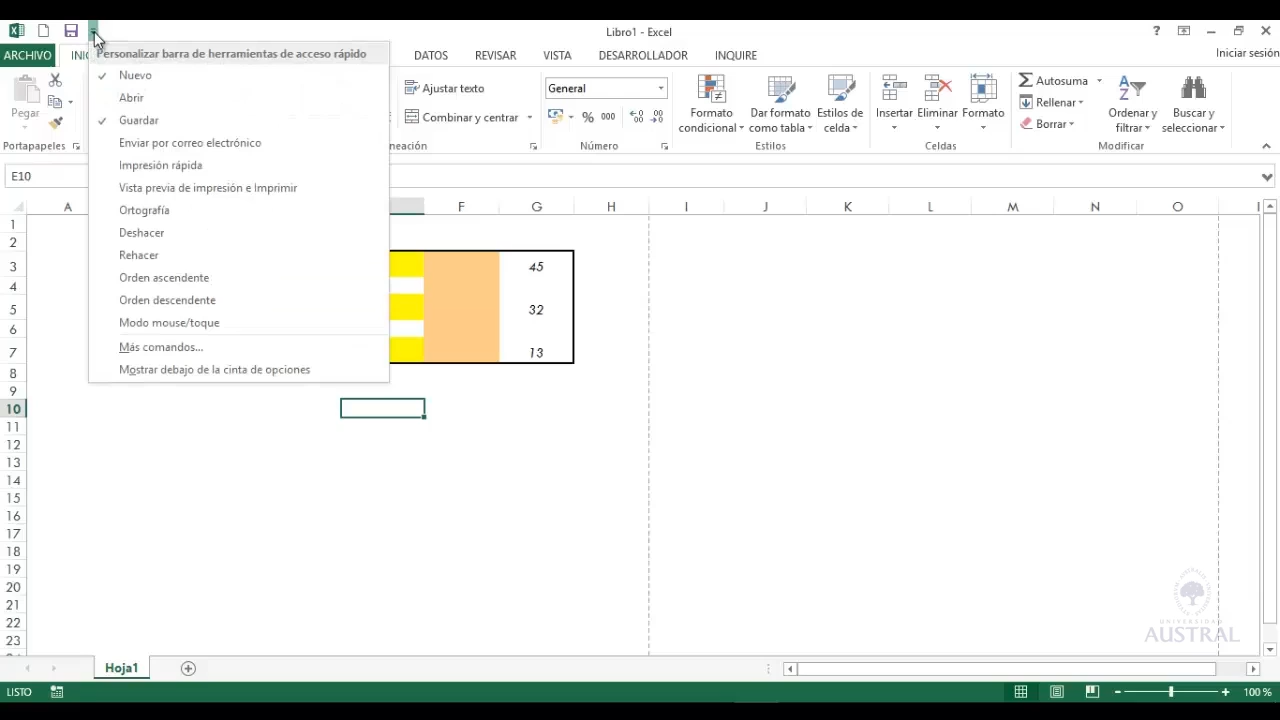 Libro1 - Excel
ARCHIVO
INIC
DATOS
REVISAR
VISTA
DESARROLLADOR
INQUIRE
Iniciar sesión
Personalizar barra de herramientas de acceso rápido
Nuevo
Abrir
Guardar
Enviar por correo electrónico
Impresión rápida
Vista previa de impresión e Imprimir
Ortografía
Deshacer
Rehacer
Orden ascendente
Orden descendente
Modo mouse/toque
Más comandos...
Mostrar debajo de la cinta de opciones
Pegar
Portapapeles
Ajustar texto
Combinar y centrar
neación
General
% 000
Número
Formato condicional
Dar formato como tabla
Estilos de celda
Estilos
Insertar
Eliminar
Formato
Celdas
Autosuma
Rellenar
Borrar
Ordenar y filtrar
Buscar y seleccionar
Modificar
E10
A F G H I J K L M N O
1
2
3 45
4
5 32
6
7 13
8
9
10
11
12
13
14
15
16
17
18
19
20
21
22
23
UNIVERSIDAD
AUSTRAL
Hoja1
LISTO
100 %